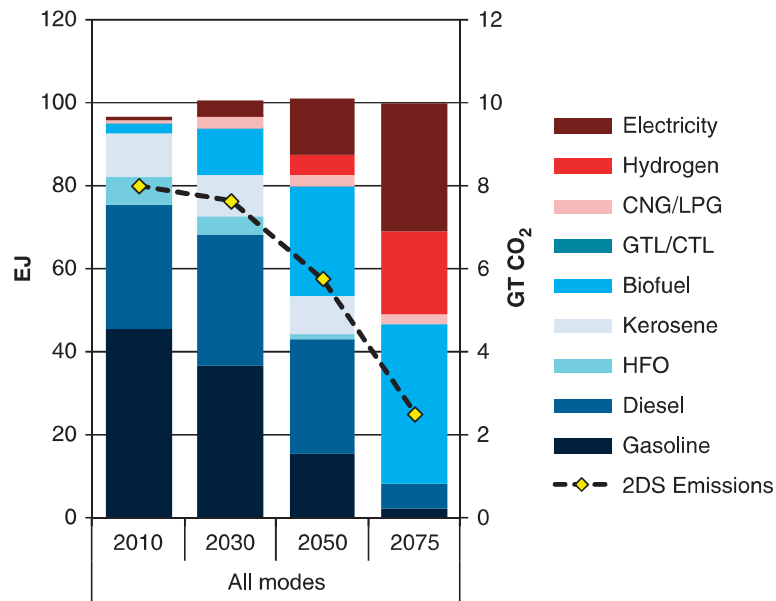 120
100
80
60
40
20
0
EJ
12
10
8
6
4
2
0
GT CO₂
2010 2030 2050 2075
All modes
Electricity
Hydrogen
CNG/LPG
GTL/CTL
Biofuel
Kerosene
HFO
Diesel
Gasoline
2DS Emissions